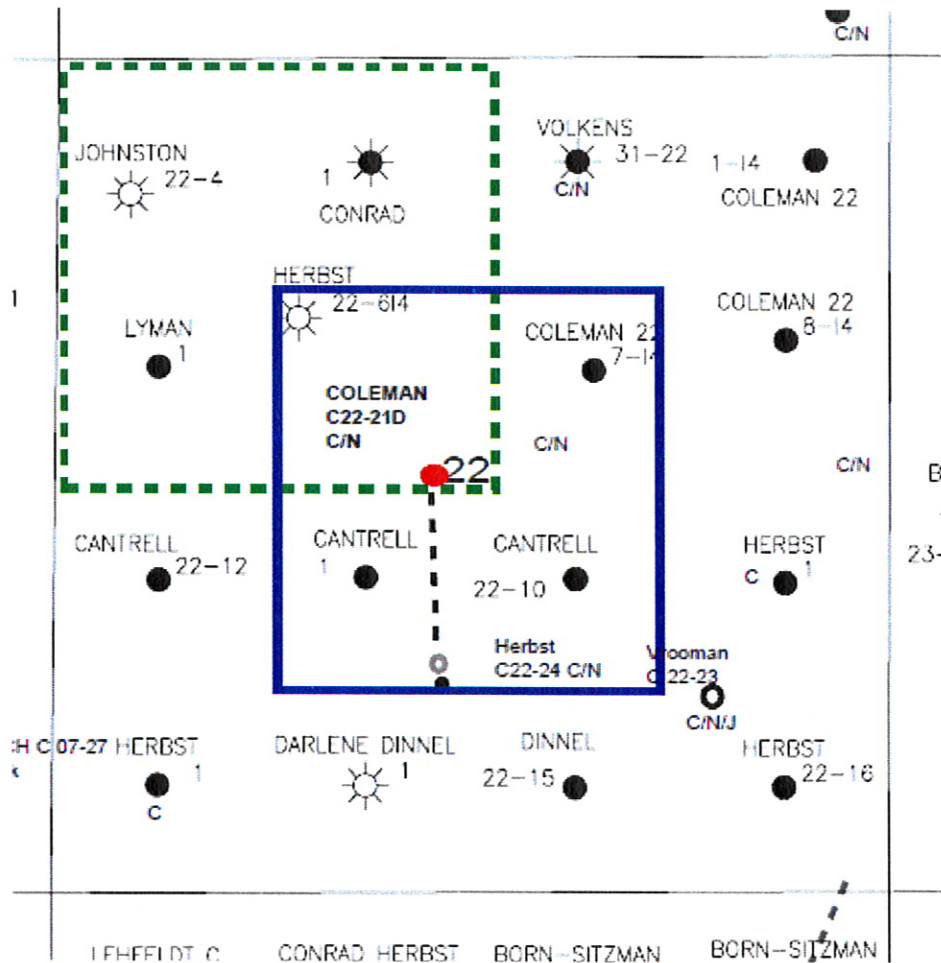 C/N
JOHNSTON
22-4
1
CONRAD
VOLKENS
31-22
C/N
1-14
COLEMAN 22
1
HERBST
22-6I4
LYMAN
1
COLEMAN 22
7-14
COLEMAN 22
8-14
COLEMAN
C22-21D
C/N
C/N
C/N
22
B
CANTRELL
22-12
CANTRELL
1
CANTRELL
22-10
HERBST
C 1
23-
Herbst
C22-24 C/N
Vrooman
C/N/J
HERBST
1
C
DARLENE DINNEL
1
DINNEL
22-15
HERBST
22-16
CONRAD HERBST
BORN-SITZMAN
BORN-SITZMAN